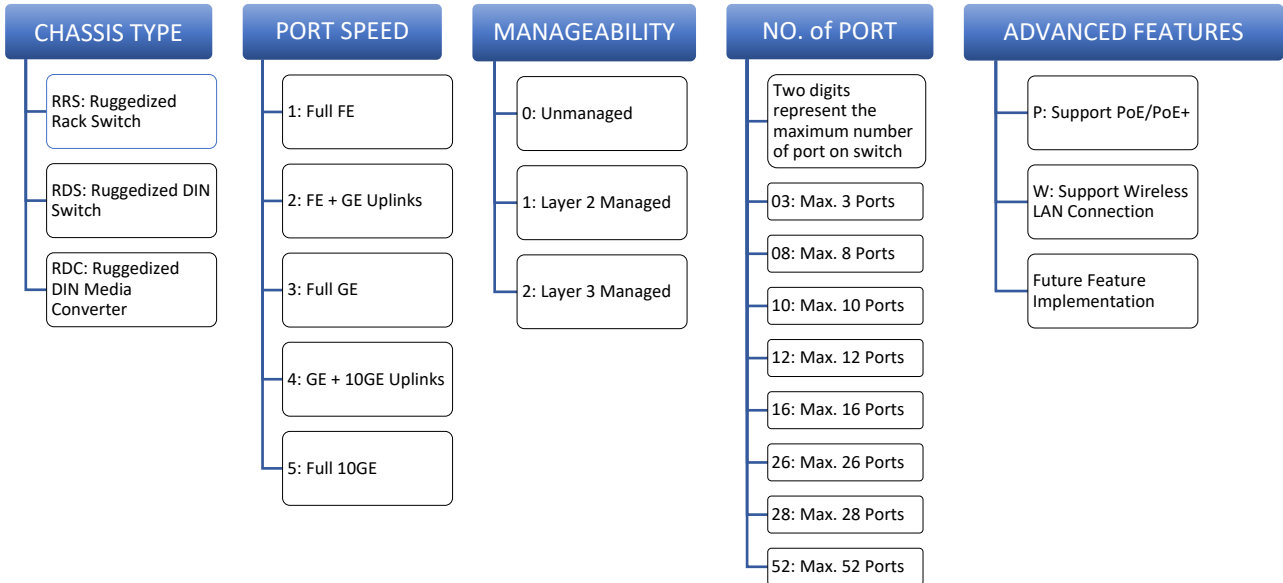 CHASSIS TYPE
RRS: Ruggedized
Rack Switch
RDS: Ruggedized DIN
Switch
RDC: Ruggedized
DIN Media
Converter
PORT SPEED
1: Full FE
2: FE + GE Uplinks
3: Full GE
4: GE + 10GE Uplinks
5: Full 10GE
MANAGEABILITY
0: Unmanaged
1: Layer 2 Managed
2: Layer 3 Managed
NO. of PORT
Two digits
represent the
maximum number
of port on switch
03: Max. 3 Ports
08: Max. 8 Ports
10: Max. 10 Ports
12: Max. 12 Ports
16: Max. 16 Ports
26: Max. 26 Ports
28: Max. 28 Ports
52: Max. 52 Ports
ADVANCED FEATURES
P: Support PoE/PoE+
W: Support Wireless
LAN Connection
Future Feature
Implementation